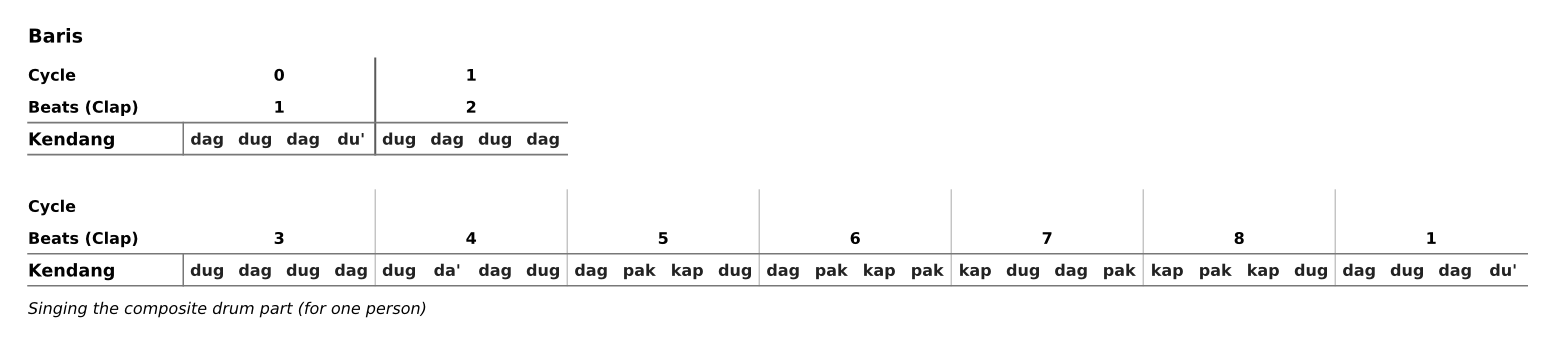 Baris
Cycle 0 1
Beats (Clap) 1 2
Kendang dag dug dag du' dug dag dug dag
Cycle
Beats (Clap) 3 4 5 6 7 8 1
Kendang dug dag dug dag dug da' dag dug dag pak kap dug dag pak kap pak kap dug dag pak kap pak kap dug dag dug dag du'
Singing the composite drum part (for one person)